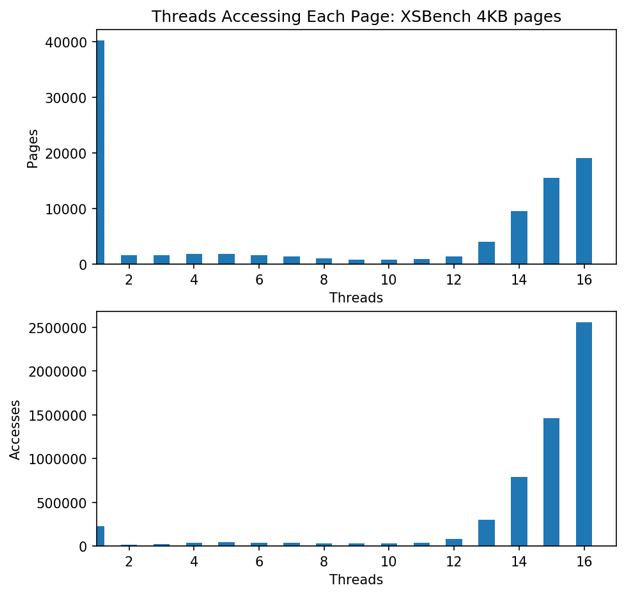 Threads Accessing Each Page: XSBench 4KB pages
40000
30000
20000
10000
0
Pages
2 4 6 8 10 12 14 16
Threads
2500000
2000000
1500000
1000000
500000
0
Accesses
2 4 6 8 10 12 14 16
Threads